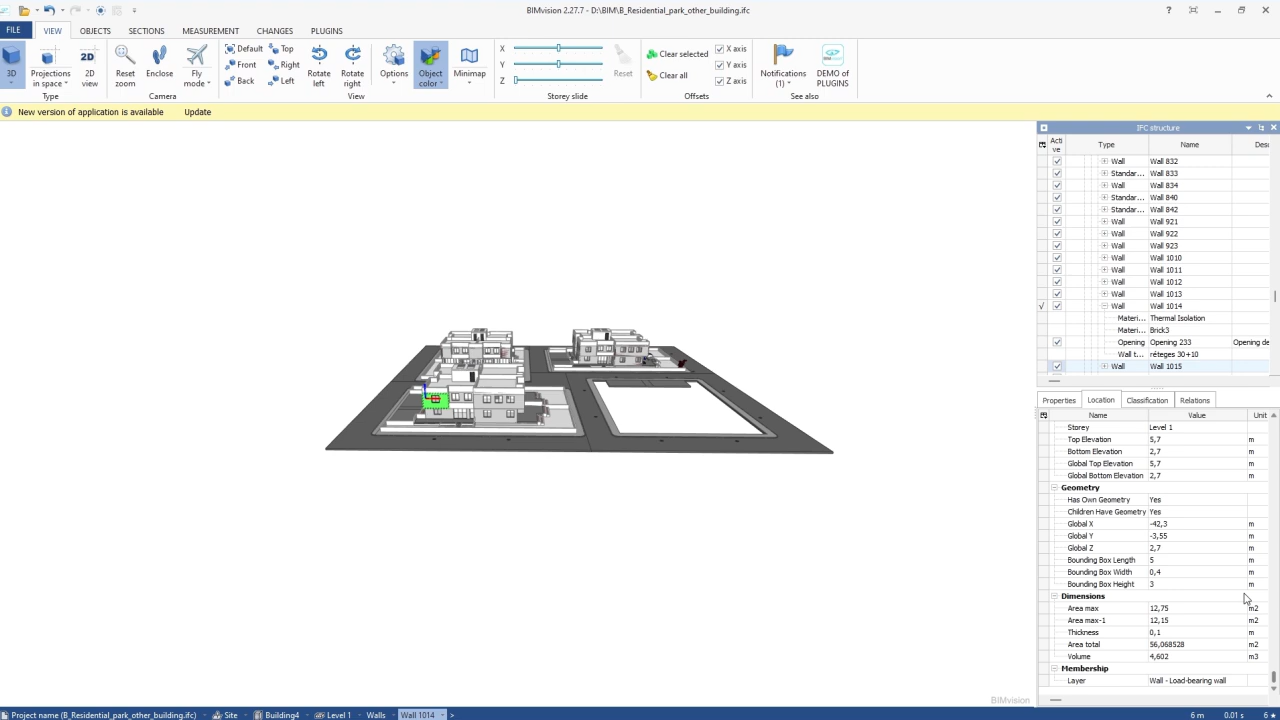 BIMvision 2.27.7 - D:\BIM\B_Residential_park_other_building.ifc
FILE VIEW OBJECTS SECTIONS CHANGES MEASUREMENT PLUGINS
3D
Projections in space
2D view
Type
Reset zoom
Enclose
Fly mode
Camera
Default Top
Front Right
Back Left
Rotate left
Rotate right
Options
Object color
Minimap
View
X
Y
Z
Reset
Storey slide
Clear selected
Clear all
X axis
Y axis
Z axis
Offsets
Notifications (1)
DEMO of PLUGINS
See also
New version of application is available Update
IFC structure
Active Type Name
Wall Wall 832
Standar... Wall 833
Wall Wall 834
Standar... Wall 840
Standar... Wall 842
Wall Wall 921
Wall Wall 922
Wall Wall 923
Wall Wall 1010
Wall Wall 1011
Wall Wall 1012
Wall Wall 1013
Wall Wall 1014
Materi... Thermal Isolation
Materi... Brick3
Opening Opening 233 Opening de
Wall t... réteges 30+10
Wall Wall 1015
Properties Location Classification Relations
Name Value Unit
Storey Level 1
Top Elevation 5,7 m
Bottom Elevation 2,7 m
Global Top Elevation 5,7 m
Global Bottom Elevation 2,7 m
Geometry
Has Own Geometry Yes
Children Have Geometry Yes
Global X -42,3 m
Global Y -3,55 m
Global Z 2,7 m
Bounding Box Length 5 m
Bounding Box Width 0,4 m
Bounding Box Height 3 m
Dimensions
Area max 12,75 m2
Area max-1 12,15 m2
Thickness 0,1 m
Area total 56,068528 m2
Volume 4,602 m3
Membership
Layer Wall - Load-bearing wall
BIMvision
Project name (B_Residential_park_other_building.ifc) Site Building4 Level 1 Walls Wall 1014 >
6 m 0.01 s 6